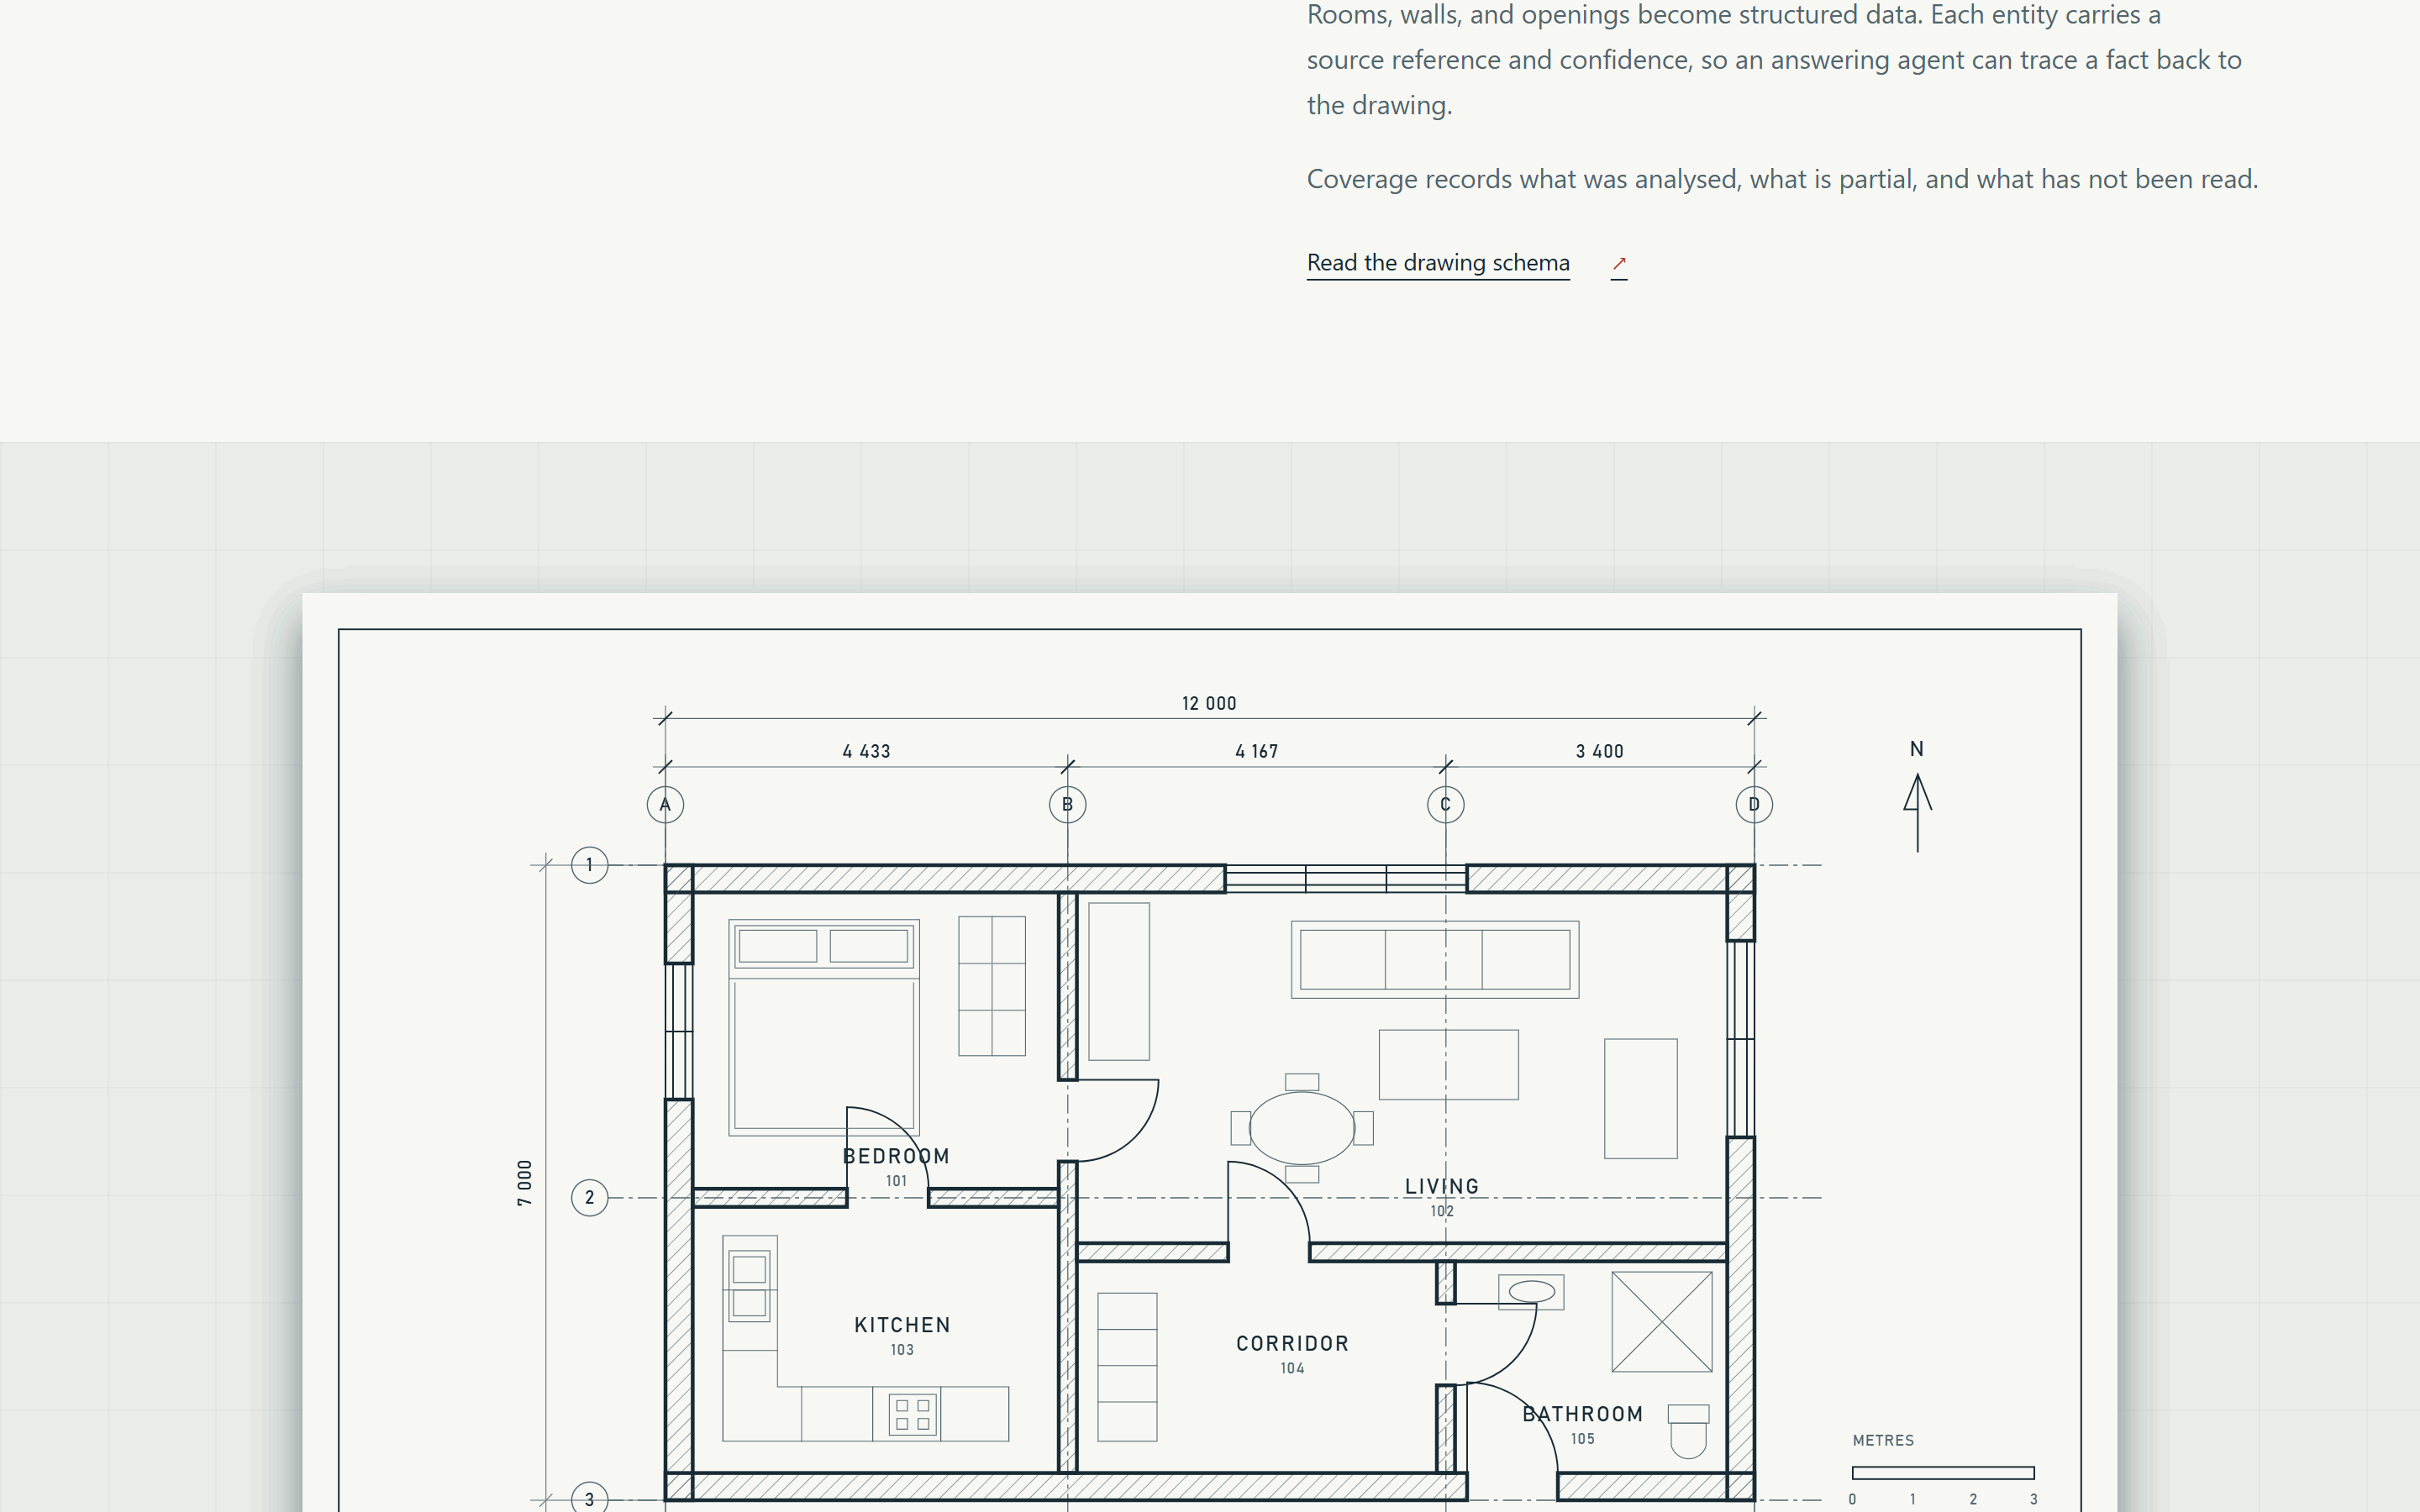 Rooms, walls, and openings become structured data. Each entity carries a
source reference and confidence, so an answering agent can trace a fact back to
the drawing.
Coverage records what was analysed, what is partial, and what has not been read.
Read the drawing schema ↗
12 000
4 433
4 167
3 400
N
A
B
C
D
1
7 000
2
BEDROOM
101
LIVING
102
KITCHEN
103
CORRIDOR
104
BATHROOM
105
METRES
0 1 2 3
3